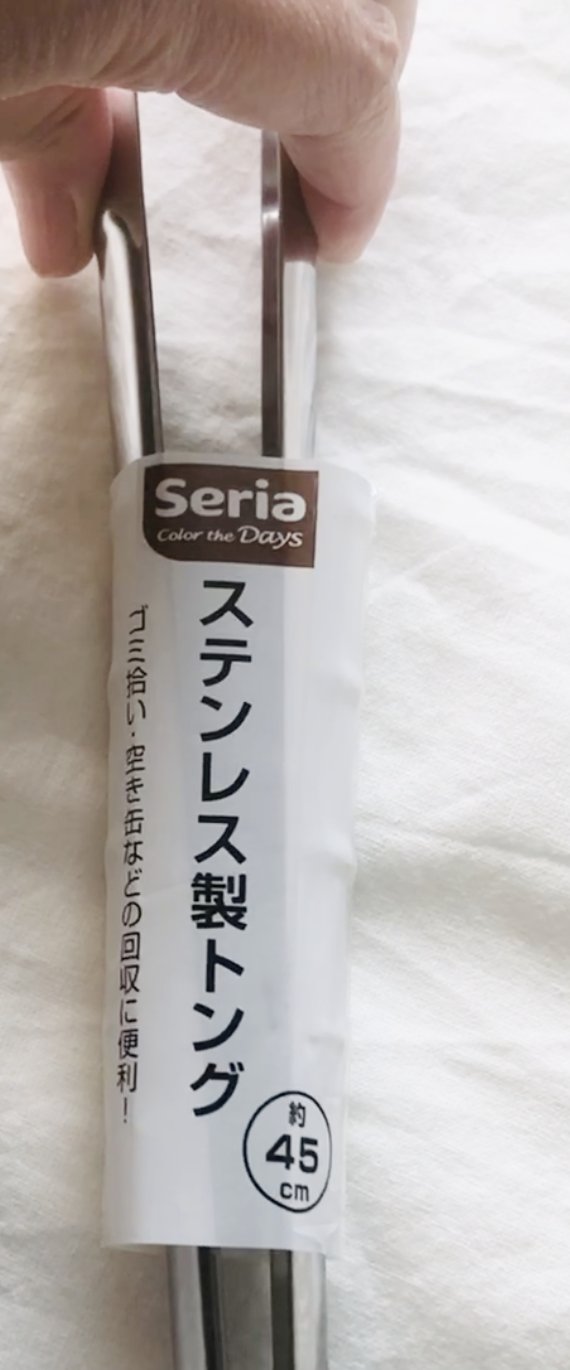 Seria
Color the Days
ステンレス製トング
ゴミ拾い・空き缶などの回収に便利！
約
45
cm